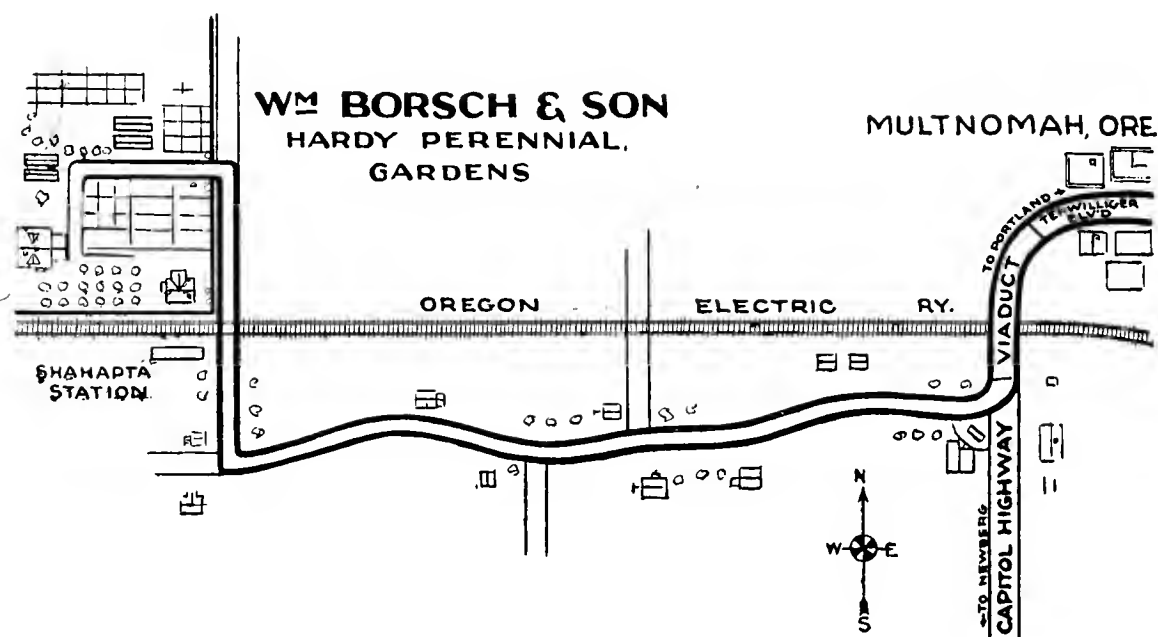 WM BORSCH & SON
HARDY PERENNIAL,
GARDENS
MULTNOMAH, ORE
TO PORTLAND
TERWILLIGER
BLV'D
VIADUCT
OREGON ELECTRIC RY.
SHAHAPTA
STATION.
CAPITOL HIGHWAY
TO NEWBERG
N
W E
S